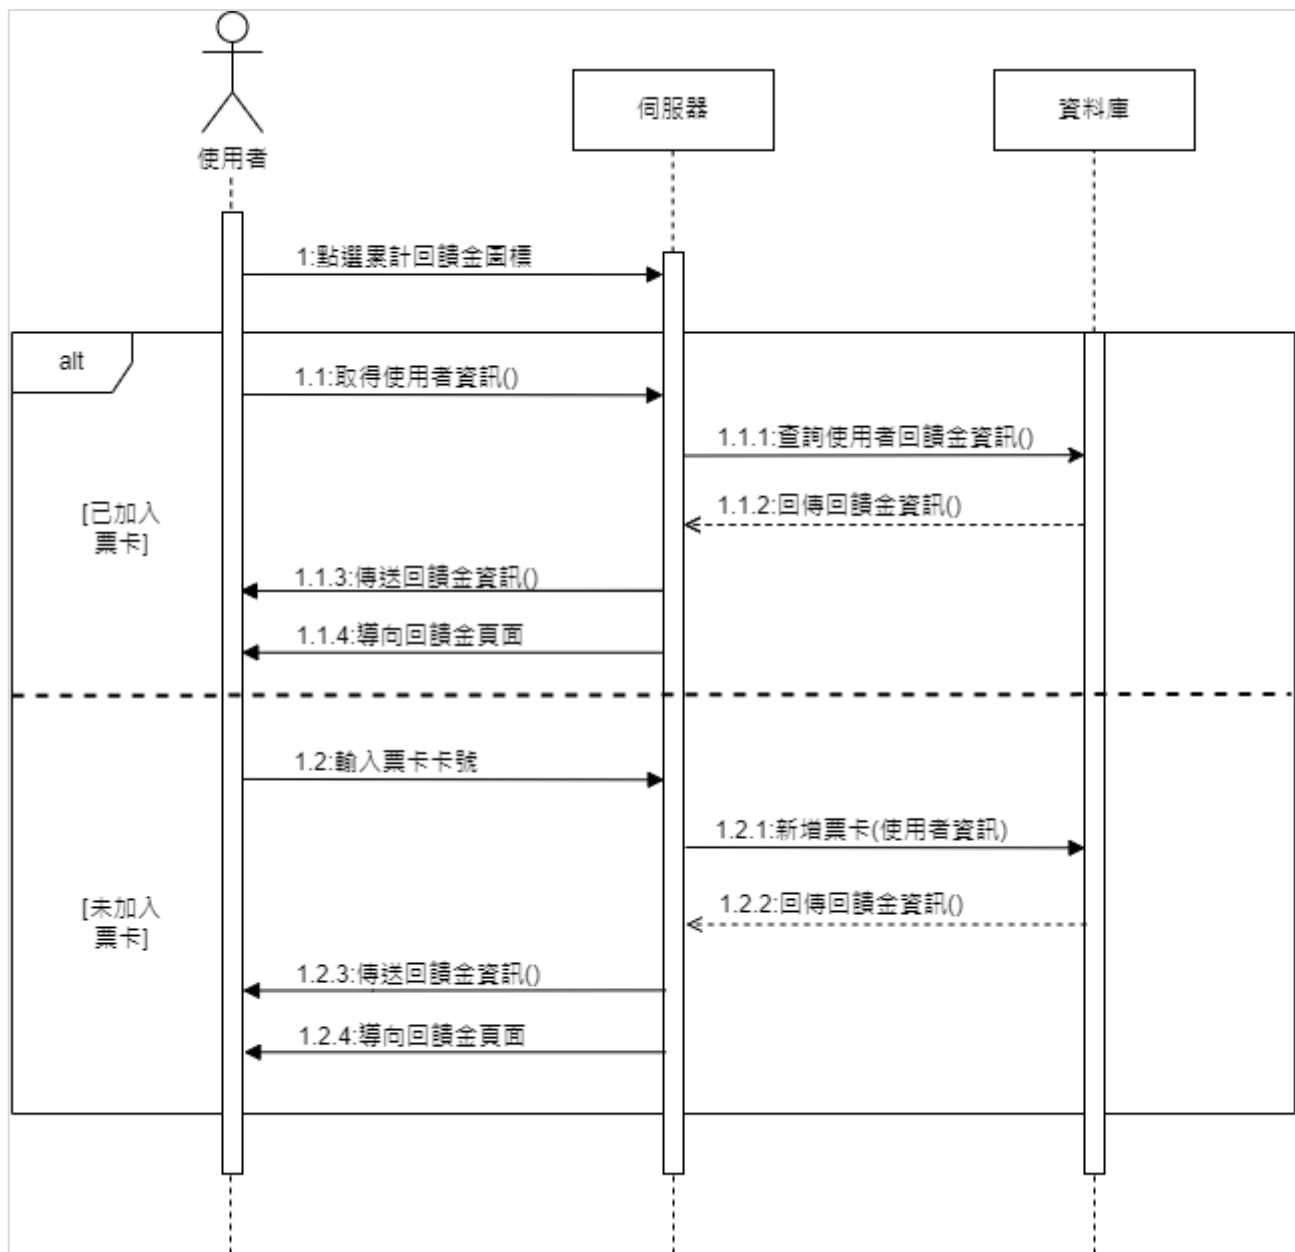 使用者
伺服器
資料庫
1:點選累計回饋金圖標
alt
1.1:取得使用者資訊()
1.1.1:查詢使用者回饋金資訊()
[已加入
票卡]
1.1.2:回傳回饋金資訊()
1.1.3:傳送回饋金資訊()
1.1.4:導向回饋金頁面
1.2:輸入票卡卡號
1.2.1:新增票卡(使用者資訊)
[未加入
票卡]
1.2.2:回傳回饋金資訊()
1.2.3:傳送回饋金資訊()
1.2.4:導向回饋金頁面